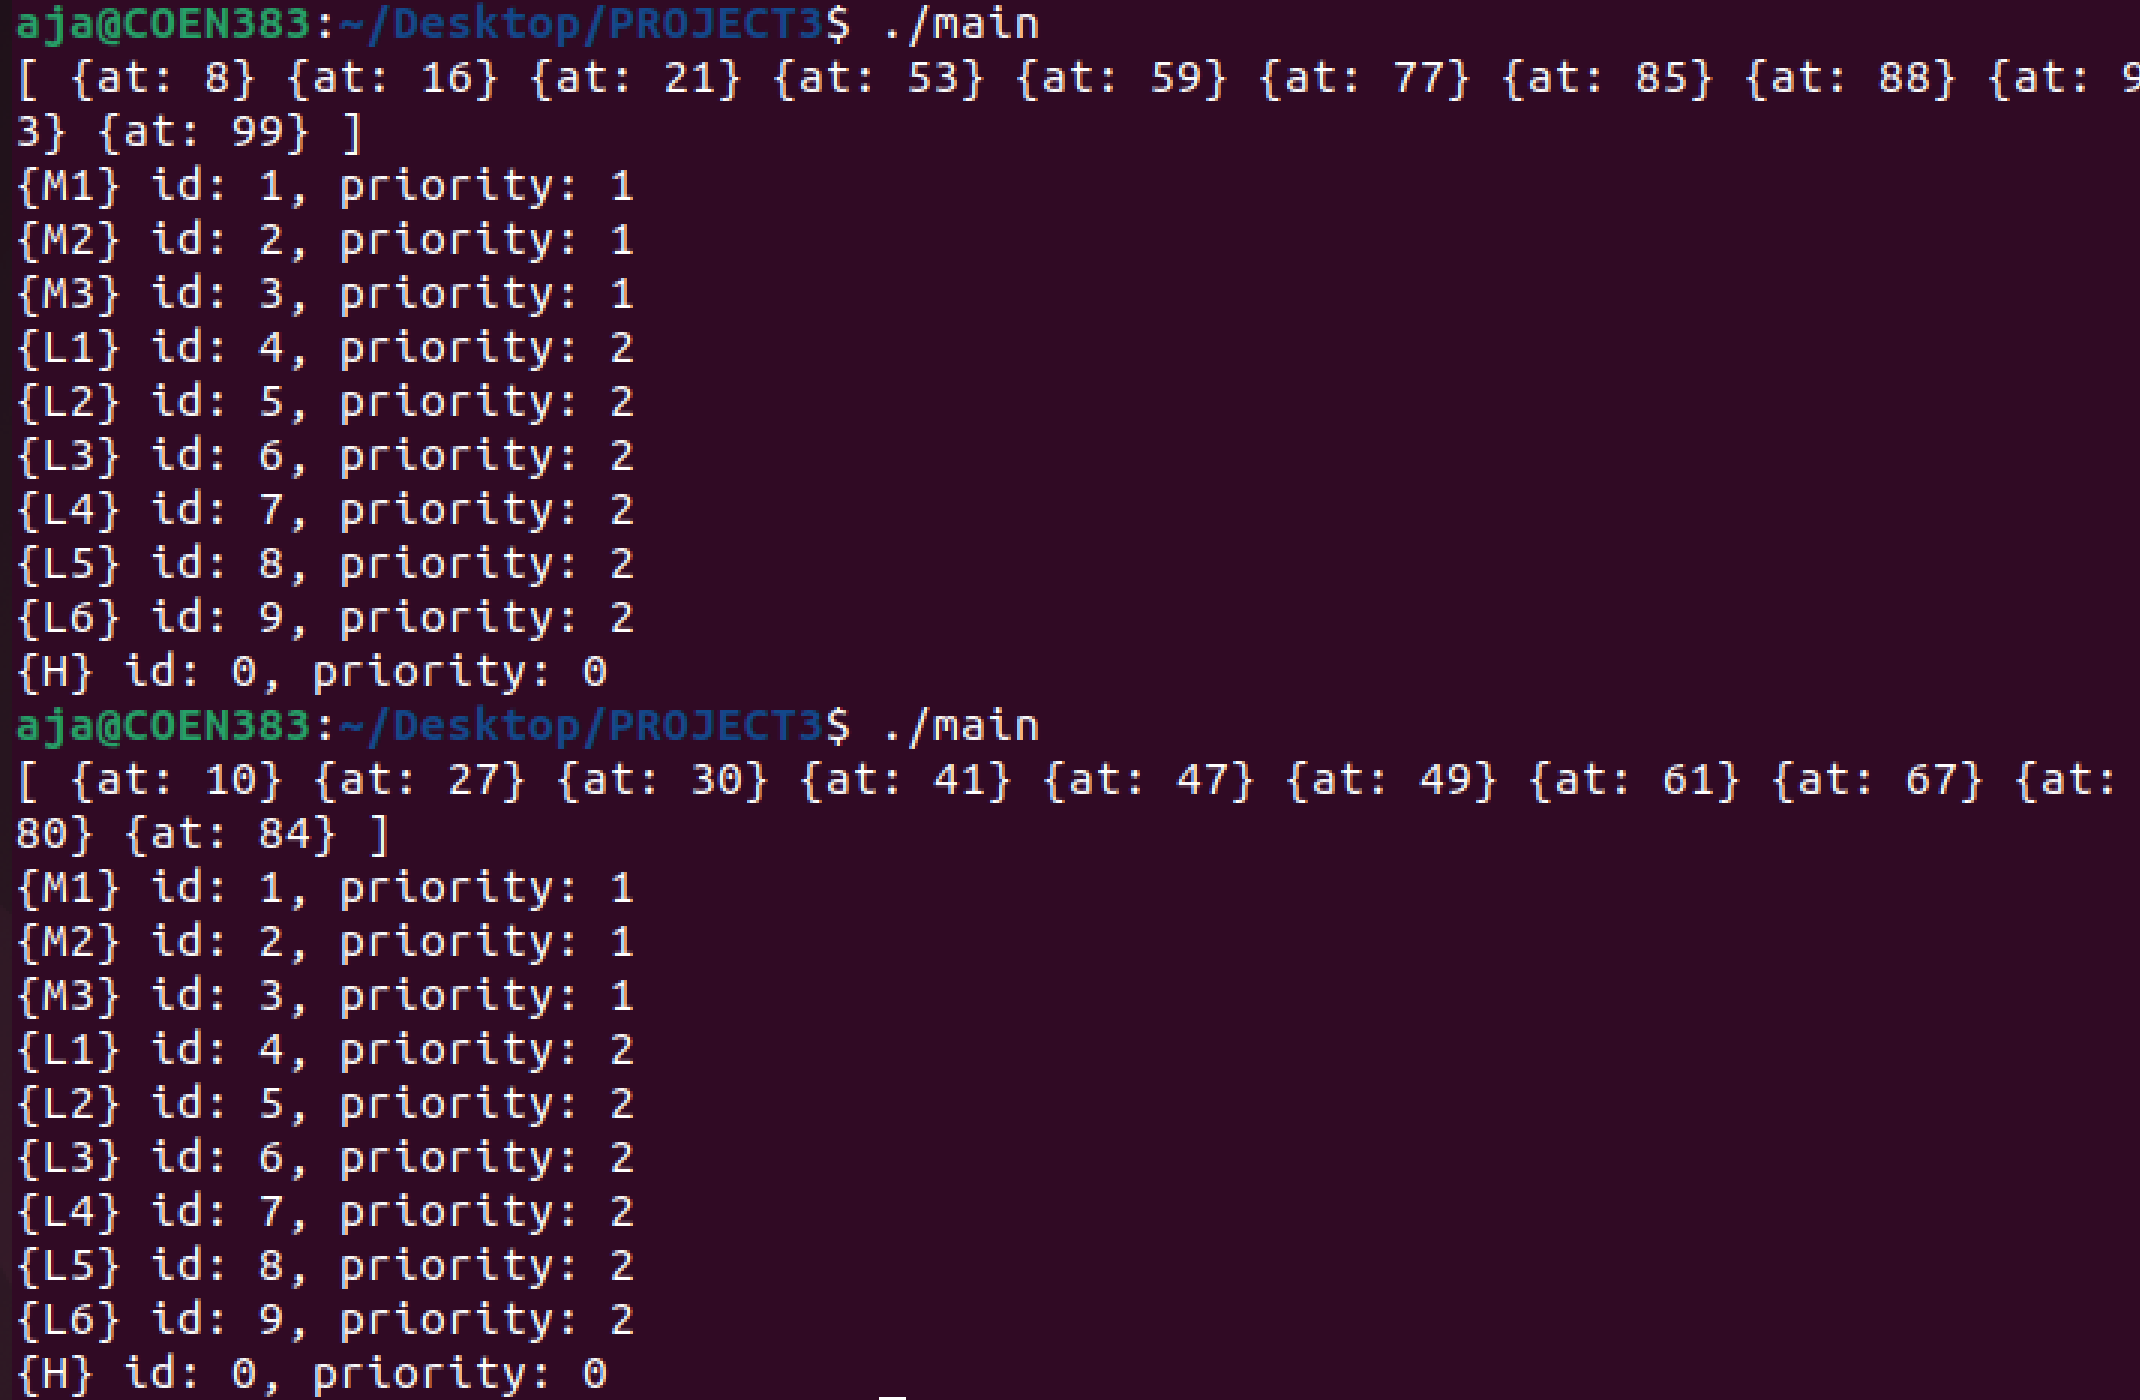 aja@COEN383:~/Desktop/PROJECT3$ ./main
[ {at: 8} {at: 16} {at: 21} {at: 53} {at: 59} {at: 77} {at: 85} {at: 88} {at: 9
3} {at: 99} ]
{M1} id: 1, priority: 1
{M2} id: 2, priority: 1
{M3} id: 3, priority: 1
{L1} id: 4, priority: 2
{L2} id: 5, priority: 2
{L3} id: 6, priority: 2
{L4} id: 7, priority: 2
{L5} id: 8, priority: 2
{L6} id: 9, priority: 2
{H} id: 0, priority: 0
aja@COEN383:~/Desktop/PROJECT3$ ./main
[ {at: 10} {at: 27} {at: 30} {at: 41} {at: 47} {at: 49} {at: 61} {at: 67} {at:
80} {at: 84} ]
{M1} id: 1, priority: 1
{M2} id: 2, priority: 1
{M3} id: 3, priority: 1
{L1} id: 4, priority: 2
{L2} id: 5, priority: 2
{L3} id: 6, priority: 2
{L4} id: 7, priority: 2
{L5} id: 8, priority: 2
{L6} id: 9, priority: 2
{H} id: 0, priority: 0